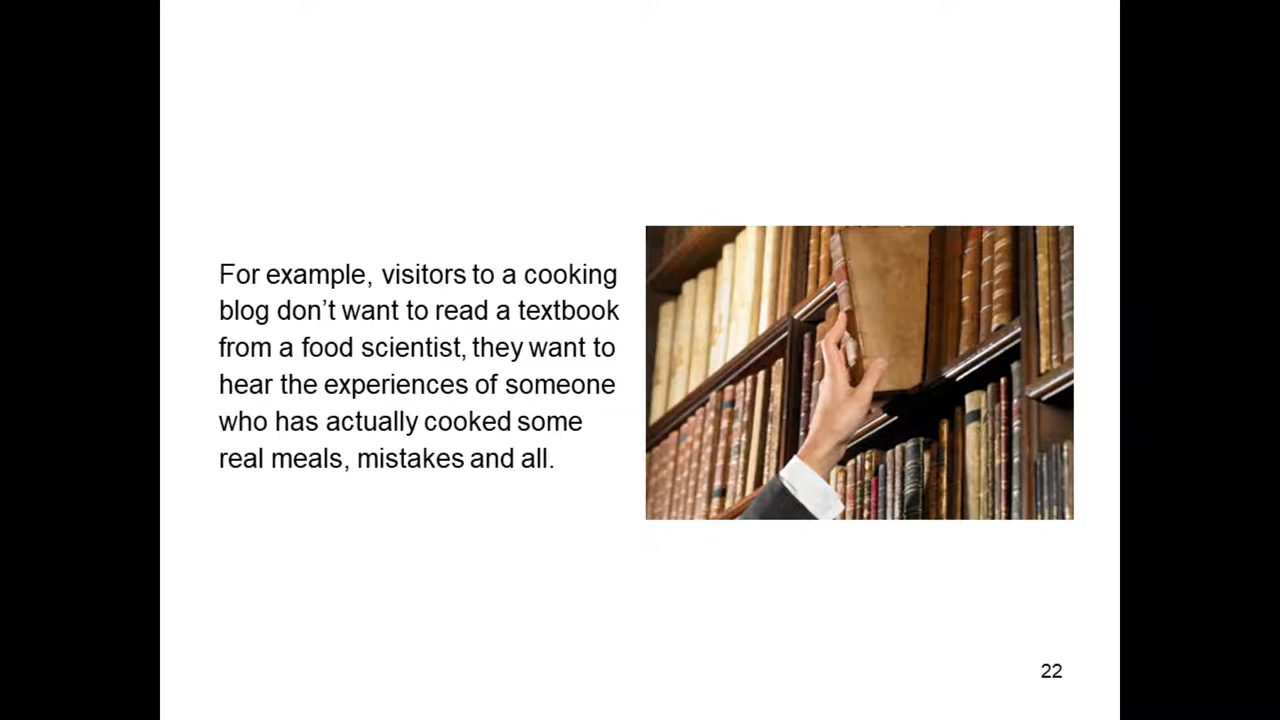 For example, visitors to a cooking
blog don’t want to read a textbook
from a food scientist, they want to
hear the experiences of someone
who has actually cooked some
real meals, mistakes and all.
22